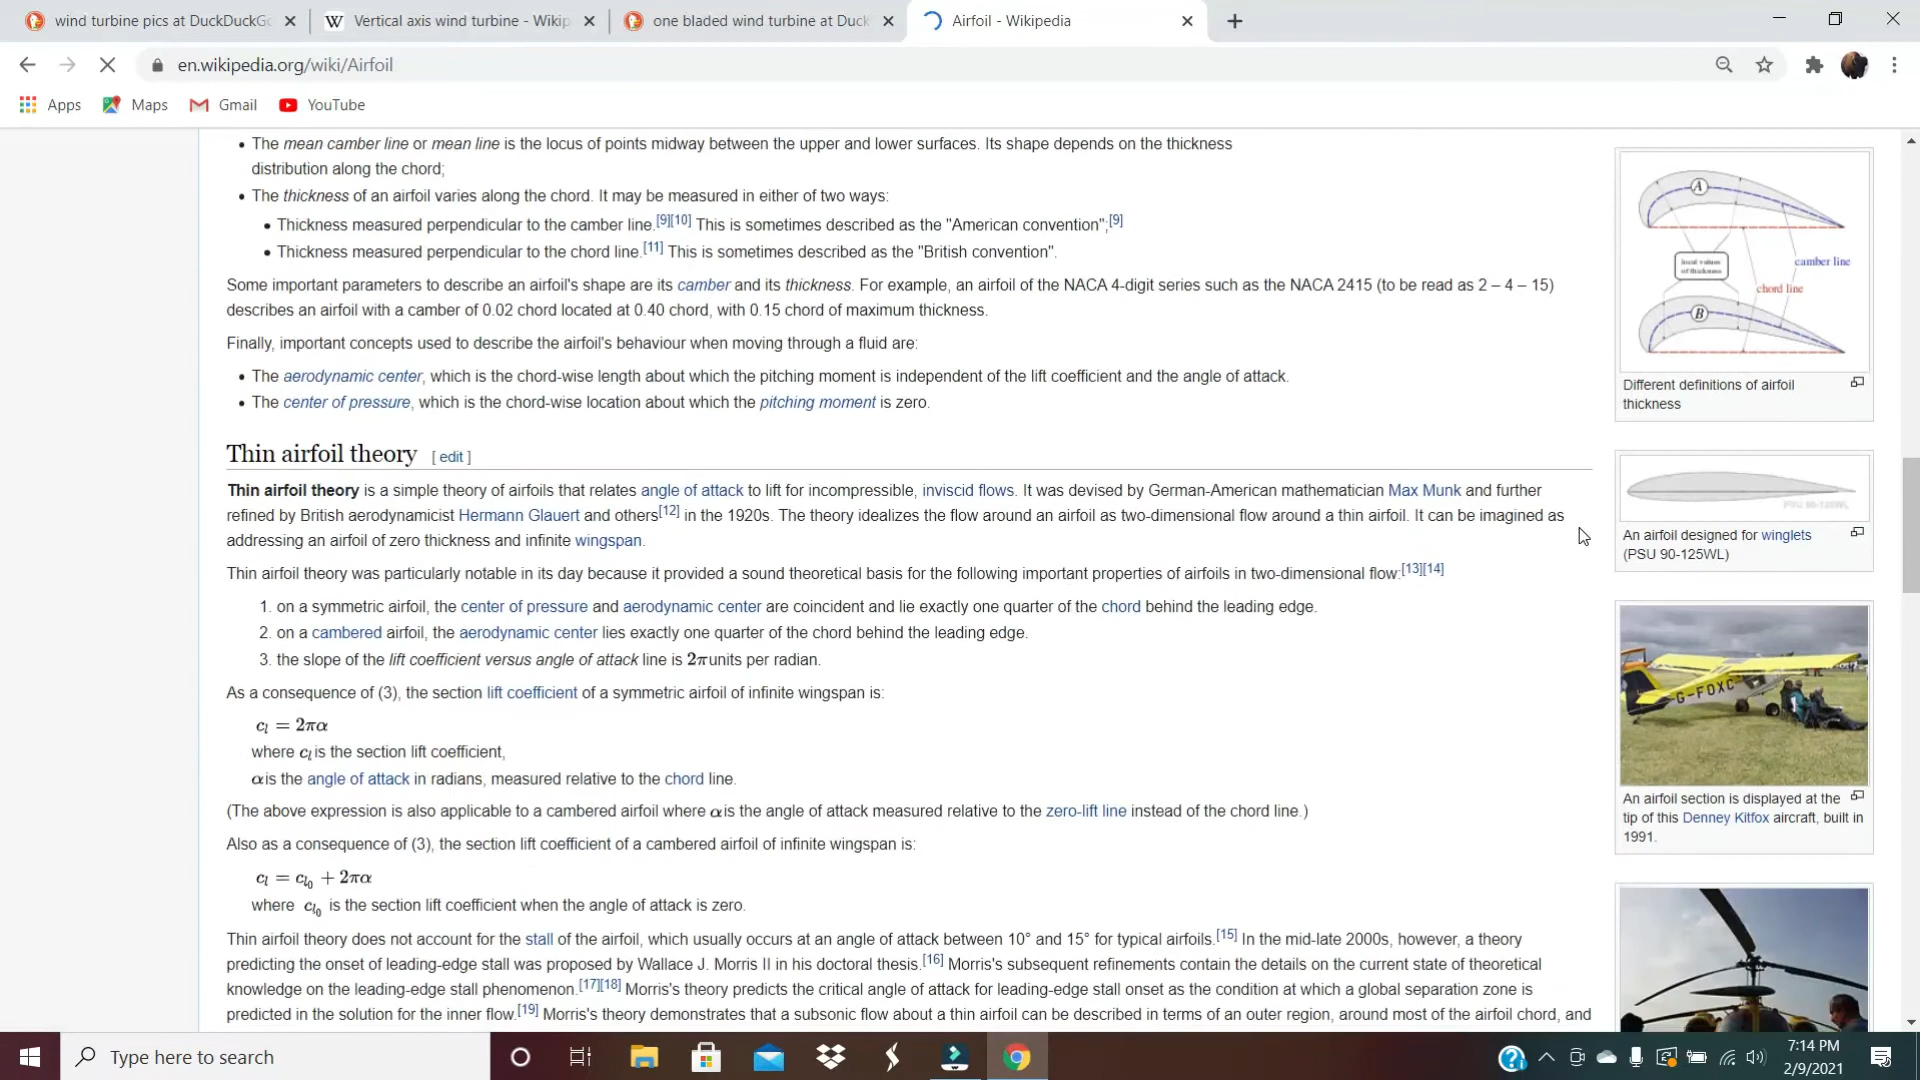 wind turbine pics at DuckDuckGo
Vertical axis wind turbine - Wikip
one bladed wind turbine at Duck
Airfoil - Wikipedia
en.wikipedia.org/wiki/Airfoil
Apps
Maps
Gmail
YouTube
• The mean camber line or mean line is the locus of points midway between the upper and lower surfaces. Its shape depends on the thickness
distribution along the chord;
• The thickness of an airfoil varies along the chord. It may be measured in either of two ways:
• Thickness measured perpendicular to the camber line.[9][10] This is sometimes described as the "American convention";[9]
• Thickness measured perpendicular to the chord line.[11] This is sometimes described as the "British convention".
Some important parameters to describe an airfoil's shape are its camber and its thickness. For example, an airfoil of the NACA 4-digit series such as the NACA 2415 (to be read as 2 – 4 – 15)
describes an airfoil with a camber of 0.02 chord located at 0.40 chord, with 0.15 chord of maximum thickness.
Finally, important concepts used to describe the airfoil's behaviour when moving through a fluid are:
• The aerodynamic center, which is the chord-wise length about which the pitching moment is independent of the lift coefficient and the angle of attack.
• The center of pressure, which is the chord-wise location about which the pitching moment is zero.
Thin airfoil theory [ edit ]
Thin airfoil theory is a simple theory of airfoils that relates angle of attack to lift for incompressible, inviscid flows. It was devised by German-American mathematician Max Munk and further
refined by British aerodynamicist Hermann Glauert and others[12] in the 1920s. The theory idealizes the flow around an airfoil as two-dimensional flow around a thin airfoil. It can be imagined as
addressing an airfoil of zero thickness and infinite wingspan.
Thin airfoil theory was particularly notable in its day because it provided a sound theoretical basis for the following important properties of airfoils in two-dimensional flow:[13][14]
1. on a symmetric airfoil, the center of pressure and aerodynamic center are coincident and lie exactly one quarter of the chord behind the leading edge.
2. on a cambered airfoil, the aerodynamic center lies exactly one quarter of the chord behind the leading edge.
3. the slope of the lift coefficient versus angle of attack line is 2π units per radian.
As a consequence of (3), the section lift coefficient of a symmetric airfoil of infinite wingspan is:
cl = 2πα
where cl is the section lift coefficient,
α is the angle of attack in radians, measured relative to the chord line.
(The above expression is also applicable to a cambered airfoil where α is the angle of attack measured relative to the zero-lift line instead of the chord line.)
Also as a consequence of (3), the section lift coefficient of a cambered airfoil of infinite wingspan is:
cl = cl0 + 2πα
where cl0 is the section lift coefficient when the angle of attack is zero.
Thin airfoil theory does not account for the stall of the airfoil, which usually occurs at an angle of attack between 10° and 15° for typical airfoils.[15] In the mid-late 2000s, however, a theory
predicting the onset of leading-edge stall was proposed by Wallace J. Morris II in his doctoral thesis.[16] Morris's subsequent refinements contain the details on the current state of theoretical
knowledge on the leading-edge stall phenomenon.[17][18] Morris's theory predicts the critical angle of attack for leading-edge stall onset as the condition at which a global separation zone is
predicted in the solution for the inner flow.[19] Morris's theory demonstrates that a subsonic flow about a thin airfoil can be described in terms of an outer region, around most of the airfoil chord, and
A
local values
of thickness
camber line
chord line
B
Different definitions of airfoil
thickness
PSU 90-125WL
An airfoil designed for winglets
(PSU 90-125WL)
G-FOXC
An airfoil section is displayed at the
tip of this Denney Kitfox aircraft, built in
1991.
Type here to search
7:14 PM
2/9/2021